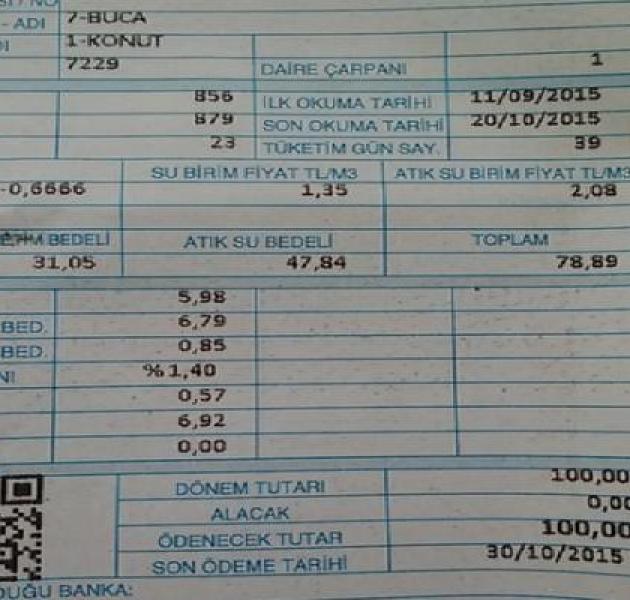 - ADI 7-BUCA
1-KONUT
7229 DAİRE ÇARPANI 1
856 İLK OKUMA TARİHİ 11/09/2015
879 SON OKUMA TARİHİ 20/10/2015
23 TÜKETİM GÜN SAY. 39
SU BİRİM FİYAT TL/M3 ATIK SU BİRİM FİYAT TL/M3
-0,6666 1,35 2,08
BEDELİ ATIK SU BEDELİ TOPLAM
31,05 47,84 78,89
5,98
BED. 6,79
BED. 0,85
NI %1,40
0,57
6,92
0,00
DÖNEM TUTARI 100,00
ALACAK 0,00
ÖDENECEK TUTAR 100,00
SON ÖDEME TARİHİ 30/10/2015
DUĞU BANKA: